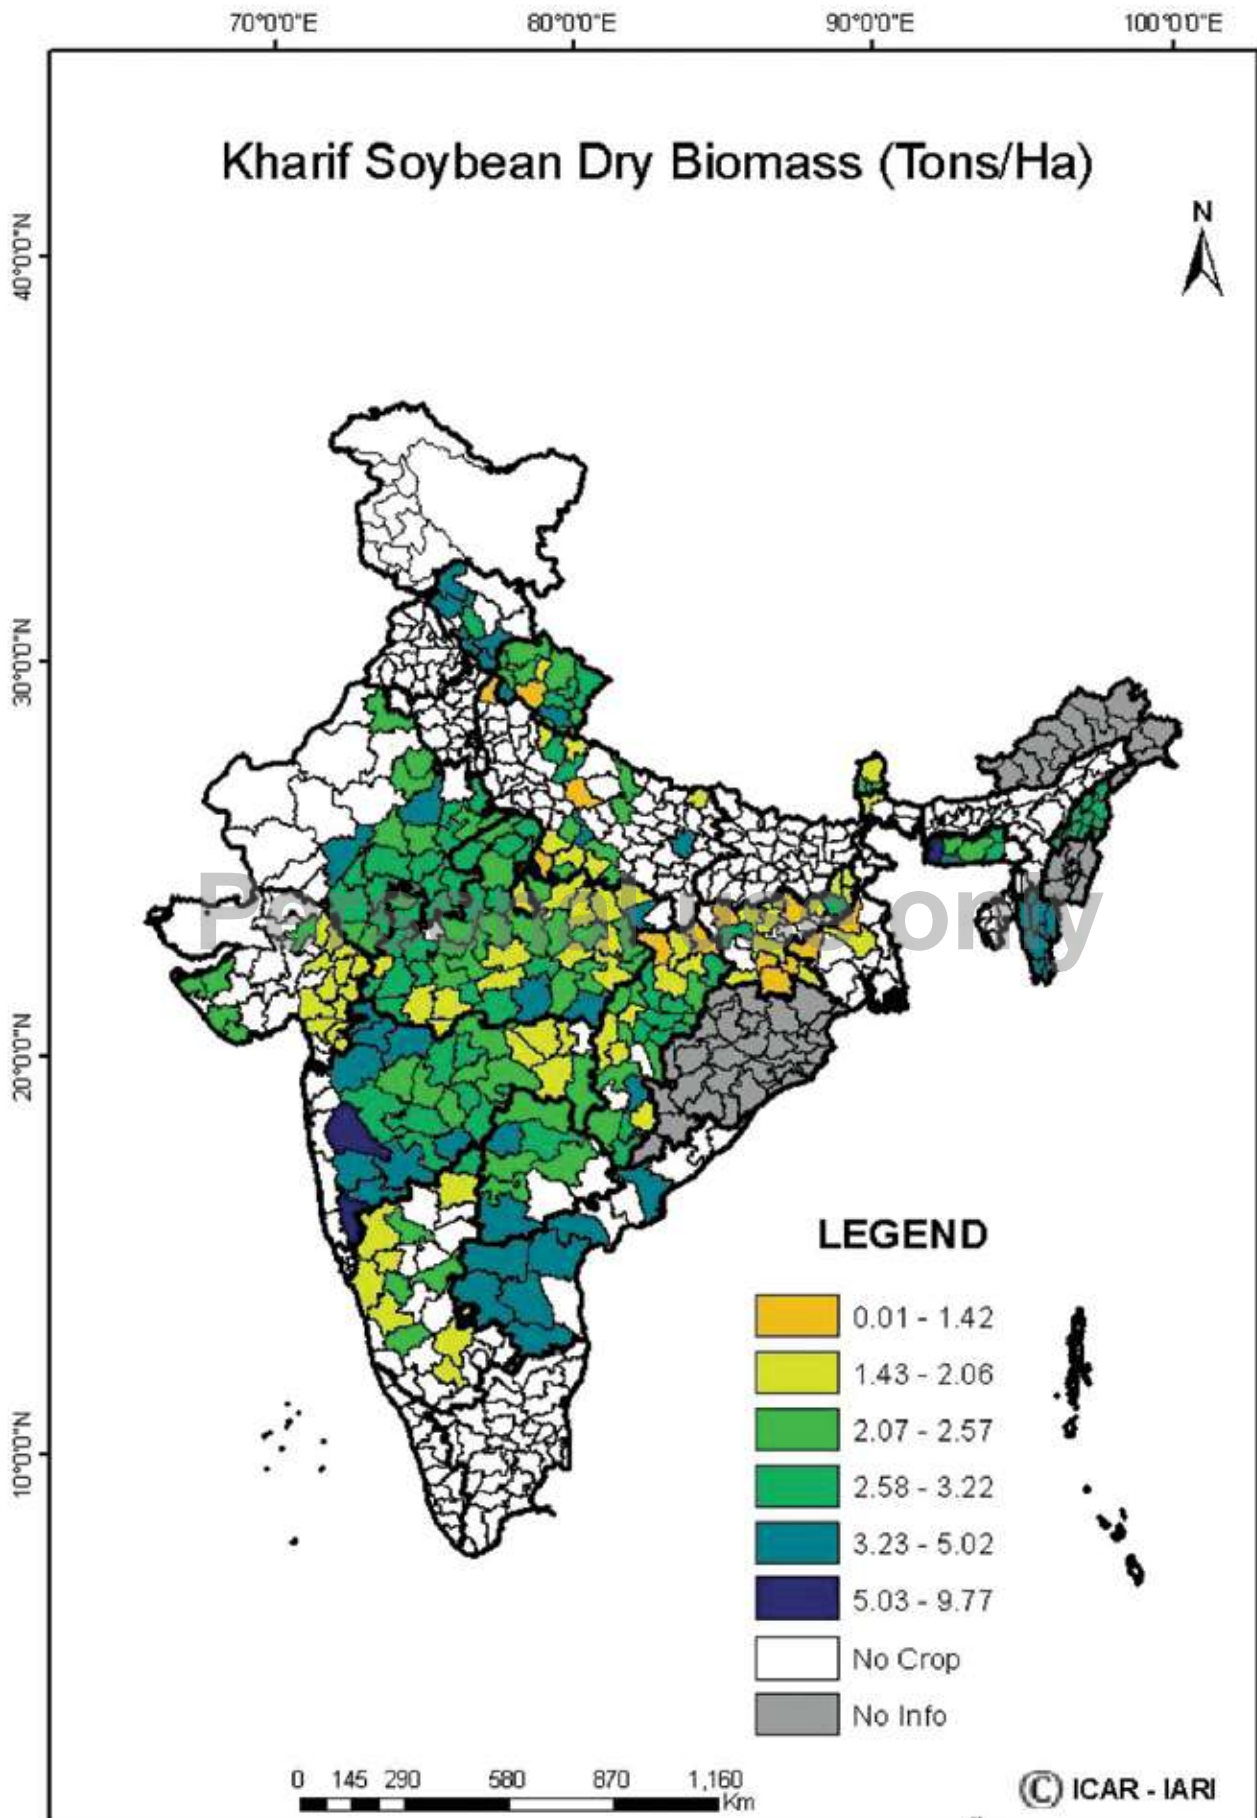 70°0'0"E 80°0'0"E 90°0'0"E 100°0'0"E
Kharif Soybean Dry Biomass (Tons/Ha)
N
40°0'0"N
30°0'0"N
20°0'0"N
10°0'0"N
Personal use only
LEGEND
0.01 - 1.42
1.43 - 2.06
2.07 - 2.57
2.58 - 3.22
3.23 - 5.02
5.03 - 9.77
No Crop
No Info
0 145 290 580 870 1,160
Km
© ICAR - IARI